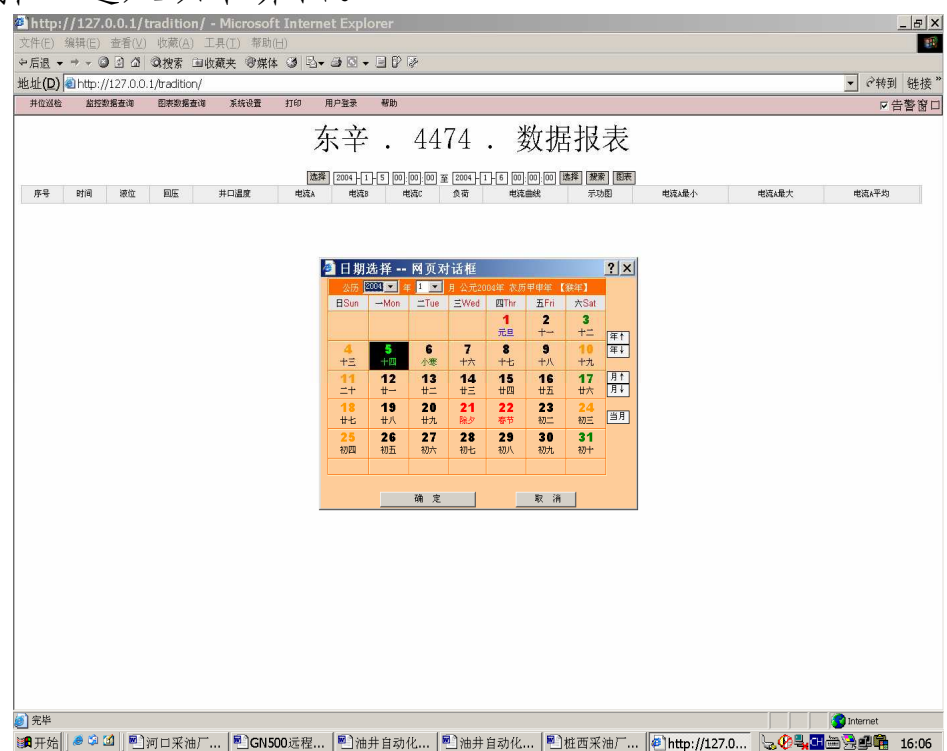 http://127.0.0.1/tradition/ - Microsoft Internet Explorer
文件(F) 编辑(E) 查看(V) 收藏(A) 工具(T) 帮助(H)
后退 搜索 收藏夹 媒体
地址(D) http://127.0.0.1/tradition/ 转到 链接 »
井位巡检 监控数据查询 图表数据查询 系统设置 打印 用户登录 帮助 告警窗口
东辛 . 4474 . 数据报表
选择 2004-1-5 00:00:00 至 2004-1-6 00:00:00 选择 搜索 图表
序号 时间 液位 回压 井口温度 电流A 电流B 电流C 负荷 电流曲线 示功图 电流A最小 电流A最大 电流A平均
日期选择 -- 网页对话框 ? X
公历 2004 年 1 月 公元2004年 农历甲申年 【猴年】
日Sun 一Mon 二Tue 三Wed 四Thr 五Fri 六Sat
1 2 3
元旦 十一 十二
年↑
4 5 6 7 8 9 10 年↓
十三 十四 小寒 十六 十七 十八 十九
11 12 13 14 15 16 17 月↑
二十 廿一 廿二 廿三 廿四 廿五 廿六 月↓
18 19 20 21 22 23 24 当月
廿七 廿八 廿九 除夕 春节 初二 初三
25 26 27 28 29 30 31
初四 初五 初六 初七 初八 初九 初十
确 定 取 消
完毕 Internet
开始 河口采油厂... GN500远程... 油井自动化... 油井自动化... 桩西采油厂... http://127.0... CH 16:06